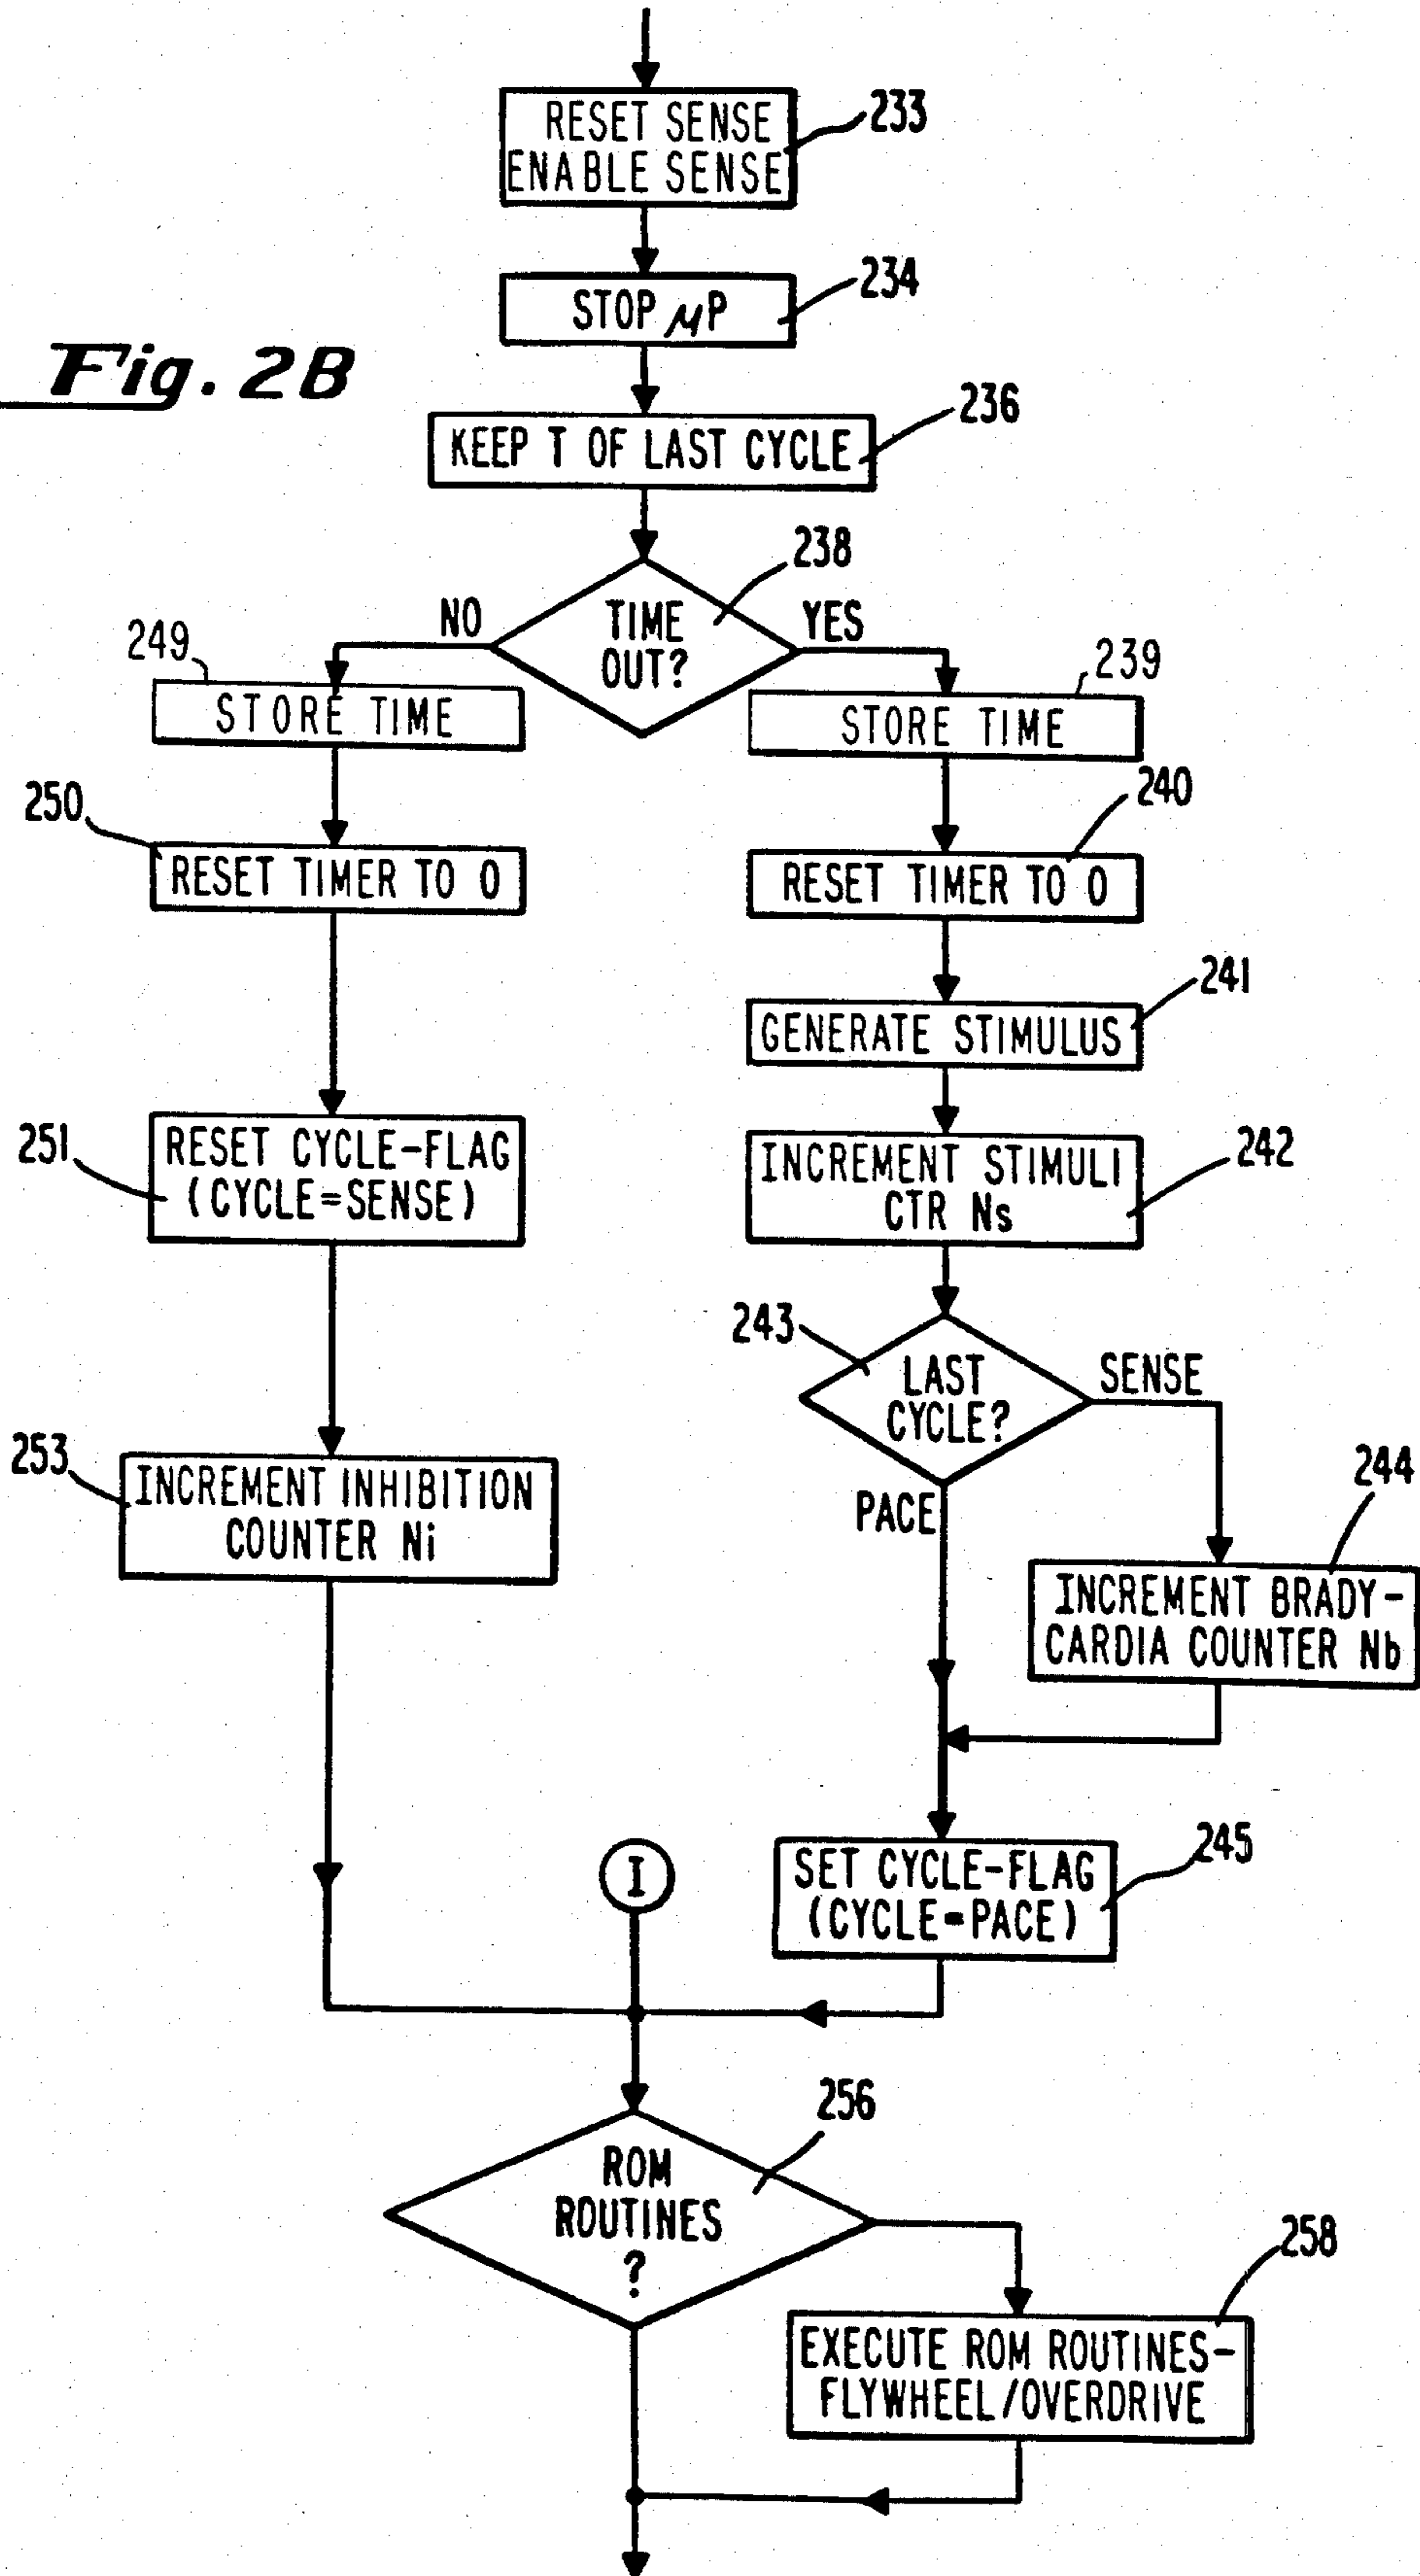 RESET SENSE
ENABLE SENSE
233
STOP μP
234
Fig. 2B
KEEP T OF LAST CYCLE
236
TIME
OUT?
238
NO
YES
249
STORE TIME
239
STORE TIME
250
RESET TIMER TO 0
240
RESET TIMER TO 0
241
GENERATE STIMULUS
251
RESET CYCLE-FLAG
(CYCLE=SENSE)
INCREMENT STIMULI
CTR Ns
242
243
LAST
CYCLE?
SENSE
PACE
253
INCREMENT INHIBITION
COUNTER Ni
244
INCREMENT BRADY-
CARDIA COUNTER Nb
I
SET CYCLE-FLAG
(CYCLE=PACE)
245
ROM
ROUTINES
?
256
258
EXECUTE ROM ROUTINES-
FLYWHEEL/OVERDRIVE